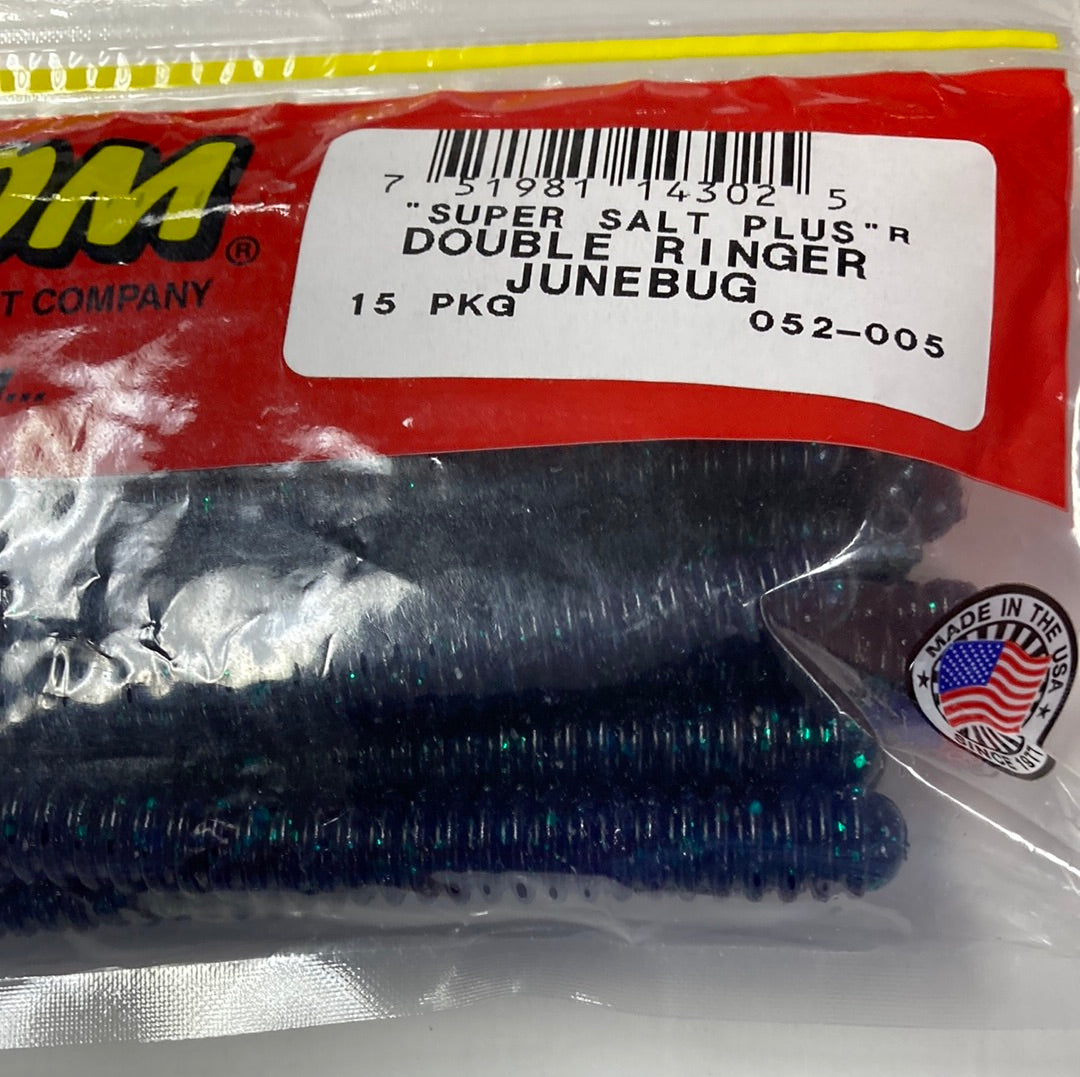 OM®
T COMPANY
7 51981 14302 5
"SUPER SALT PLUS"R
DOUBLE RINGER
JUNEBUG
15 PKG
052-005
MADE IN THE USA
SINCE 1977